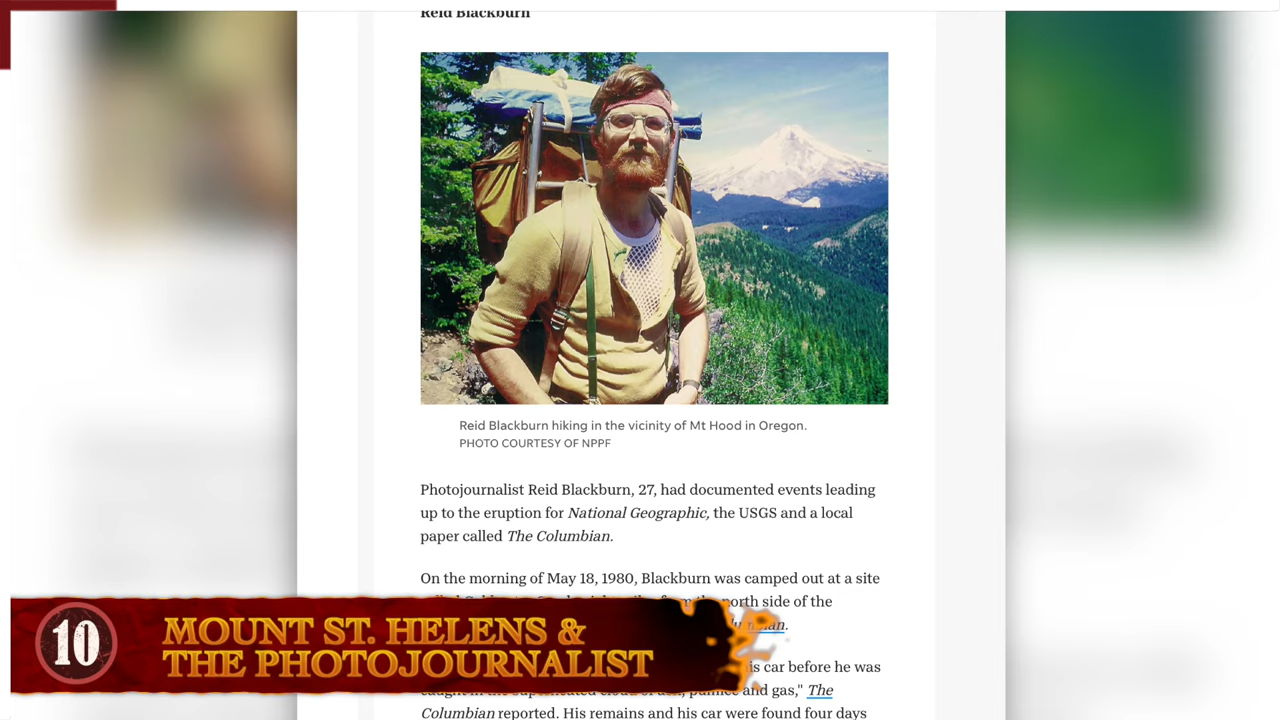 Reid Blackburn
Reid Blackburn hiking in the vicinity of Mt Hood in Oregon.
PHOTO COURTESY OF NPPF
Photojournalist Reid Blackburn, 27, had documented events leading
up to the eruption for National Geographic, the USGS and a local
paper called The Columbian.
On the morning of May 18, 1980, Blackburn was camped out at a site
north side of the
is car before he was
and gas," The
Columbian reported. His remains and his car were found four days
10
MOUNT ST. HELENS &
THE PHOTOJOURNALIST